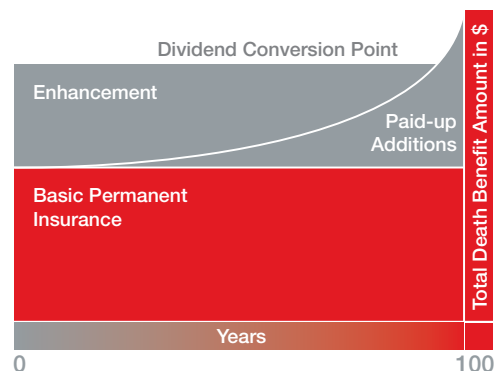 Dividend Conversion Point
Enhancement
Paid-up
Additions
Basic Permanent
Insurance
Total Death Benefit Amount in $
Years
0
100